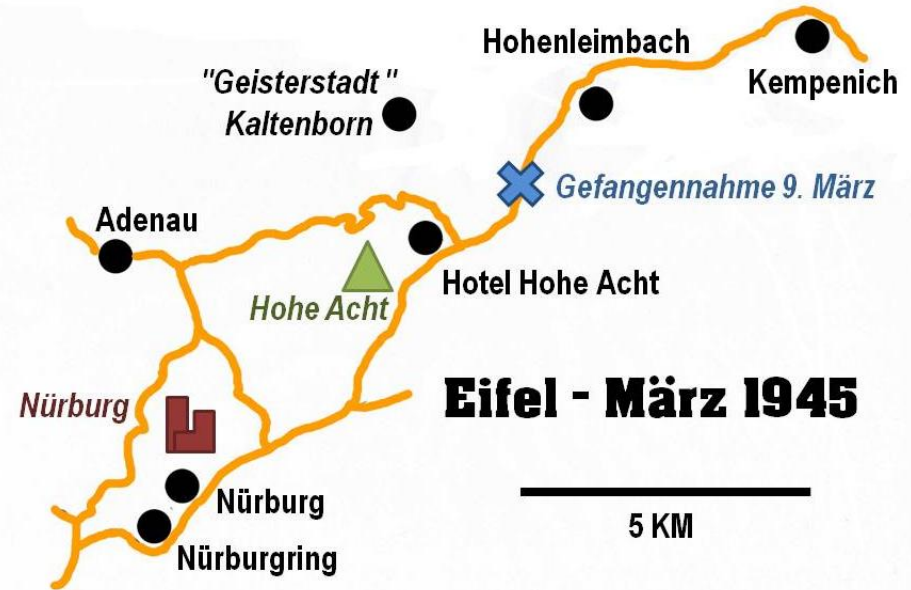 Hohenleimbach
Kempenich
"Geisterstadt"
Kaltenborn
Gefangennahme 9. März
Adenau
Hotel Hohe Acht
Hohe Acht
Eifel - März 1945
Nürburg
Nürburg
5 KM
Nürburgring